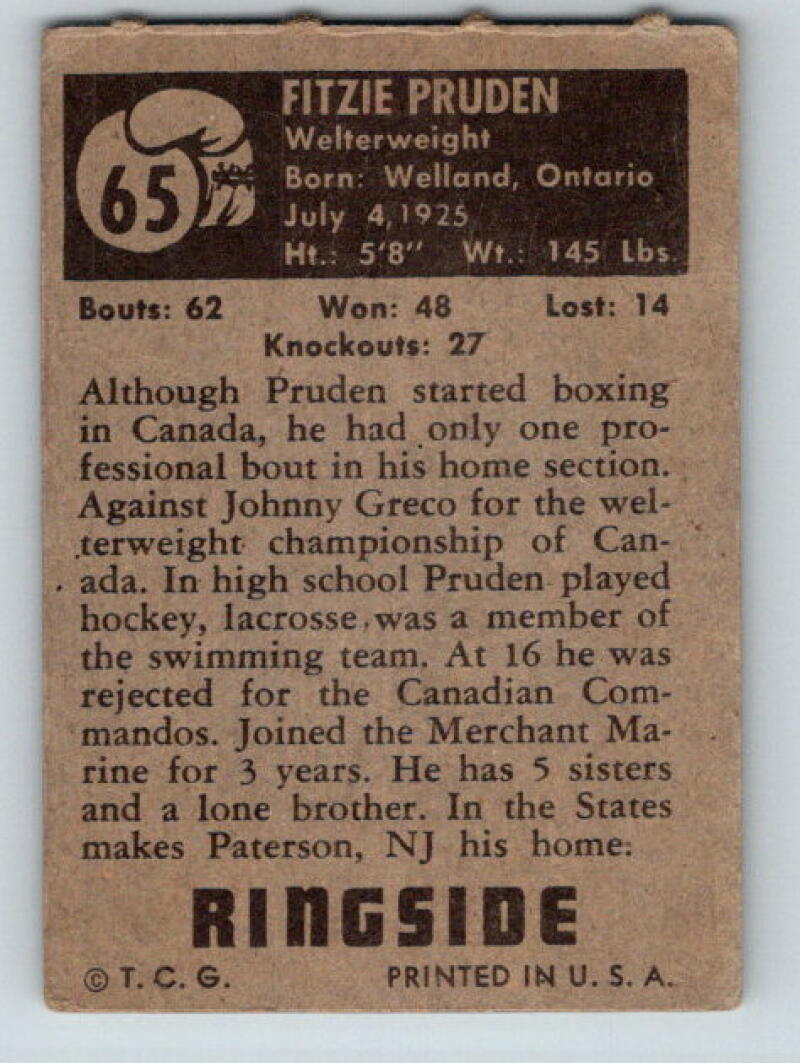 65
FITZIE PRUDEN
Welterweight
Born: Welland, Ontario
July 4, 1925
Ht.: 5'8" Wt.: 145 Lbs.
Bouts: 62 Won: 48 Lost: 14
Knockouts: 27
Although Pruden started boxing
in Canada, he had only one pro-
fessional bout in his home section.
Against Johnny Greco for the wel-
terweight championship of Can-
ada. In high school Pruden played
hockey, lacrosse, was a member of
the swimming team. At 16 he was
rejected for the Canadian Com-
mandos. Joined the Merchant Ma-
rine for 3 years. He has 5 sisters
and a lone brother. In the States
makes Paterson, NJ his home.
RINGSIDE
© T. C. G. PRINTED IN U. S. A.